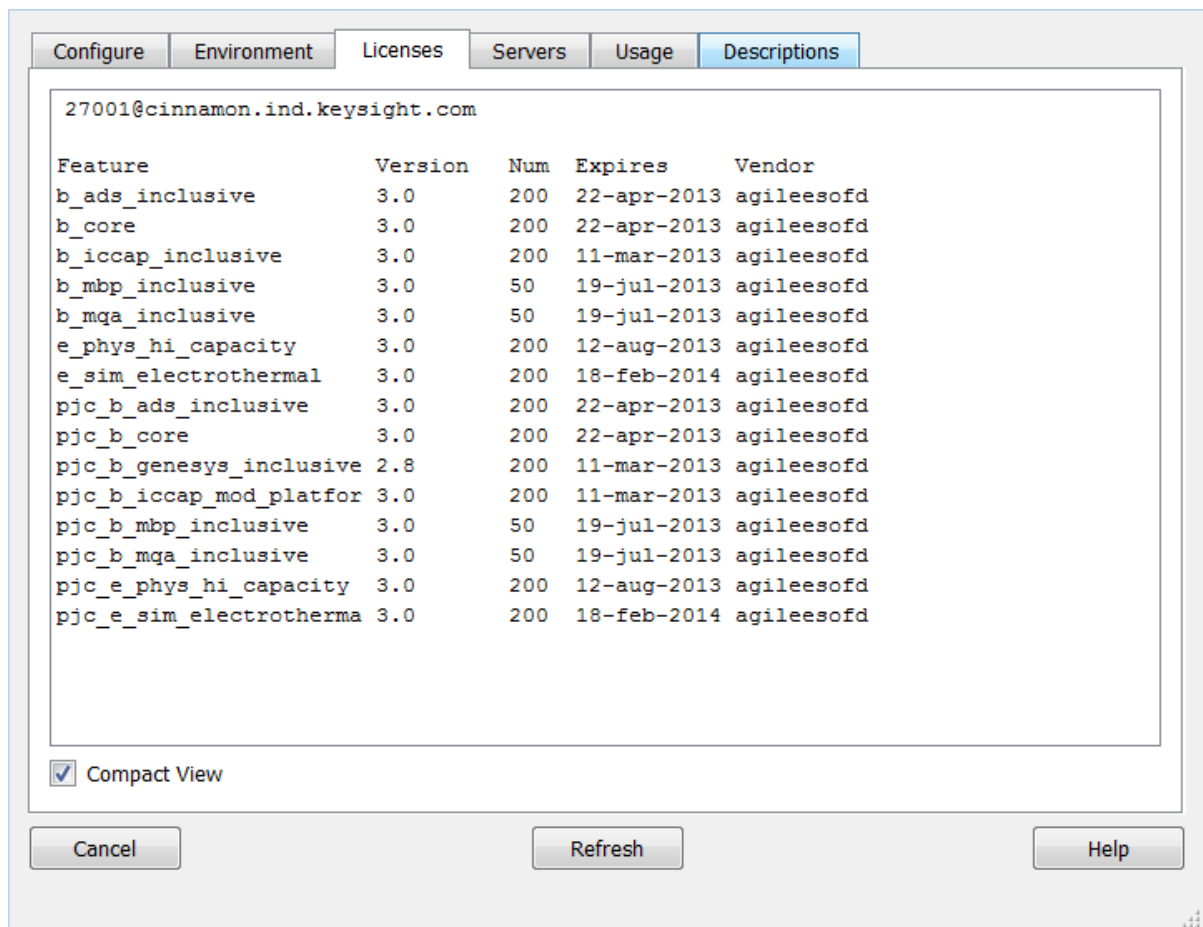 Configure Environment Licenses Servers Usage Descriptions
27001@cinnamon.ind.keysight.com
Feature Version Num Expires Vendor
b_ads_inclusive 3.0 200 22-apr-2013 agileesofd
b_core 3.0 200 22-apr-2013 agileesofd
b_iccap_inclusive 3.0 200 11-mar-2013 agileesofd
b_mbp_inclusive 3.0 50 19-jul-2013 agileesofd
b_mqa_inclusive 3.0 50 19-jul-2013 agileesofd
e_phys_hi_capacity 3.0 200 12-aug-2013 agileesofd
e_sim_electrothermal 3.0 200 18-feb-2014 agileesofd
pjc_b_ads_inclusive 3.0 200 22-apr-2013 agileesofd
pjc_b_core 3.0 200 22-apr-2013 agileesofd
pjc_b_genesys_inclusive 2.8 200 11-mar-2013 agileesofd
pjc_b_iccap_mod_platfor 3.0 200 11-mar-2013 agileesofd
pjc_b_mbp_inclusive 3.0 50 19-jul-2013 agileesofd
pjc_b_mqa_inclusive 3.0 50 19-jul-2013 agileesofd
pjc_e_phys_hi_capacity 3.0 200 12-aug-2013 agileesofd
pjc_e_sim_electrotherma 3.0 200 18-feb-2014 agileesofd
Compact View
Cancel Refresh Help